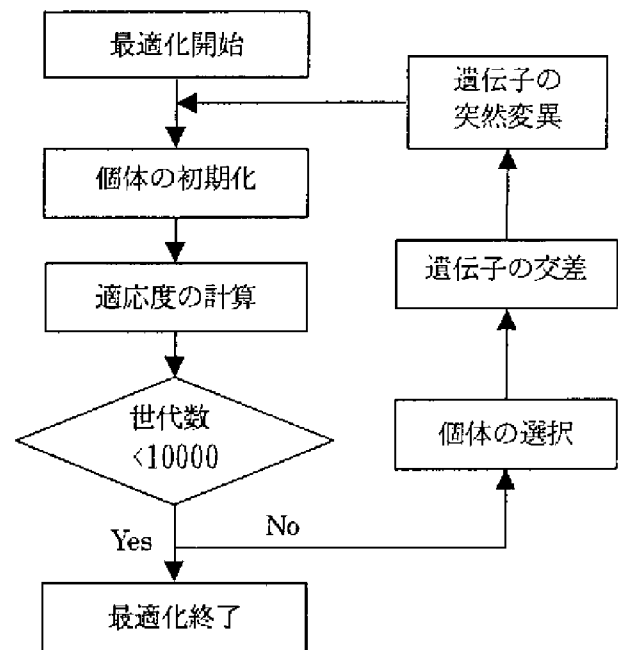 最適化開始
個体の初期化
適応度の計算
世代数
<10000
Yes
No
最適化終了
個体の選択
遺伝子の交差
遺伝子の
突然変異